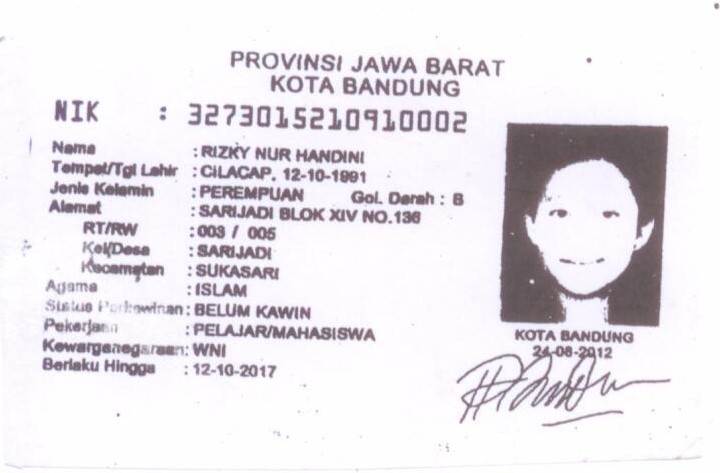 PROVINSI JAWA BARAT
KOTA BANDUNG
NIK : 3273015210910002
Nama : RIZKY NUR HANDINI
Tempat/Tgl Lahir : CILACAP, 12-10-1991
Jenis Kelamin : PEREMPUAN Gol. Darah : B
Alamat : SARIJADI BLOK XIV NO.136
RT/RW : 003 / 005
Kel/Desa : SARIJADI
Kecamatan : SUKASARI
Agama : ISLAM
Status Perkawinan: BELUM KAWIN
Pekerjaan : PELAJAR/MAHASISWA
Kewarganegaraan: WNI
Berlaku Hingga : 12-10-2017
KOTA BANDUNG
24-08-2012